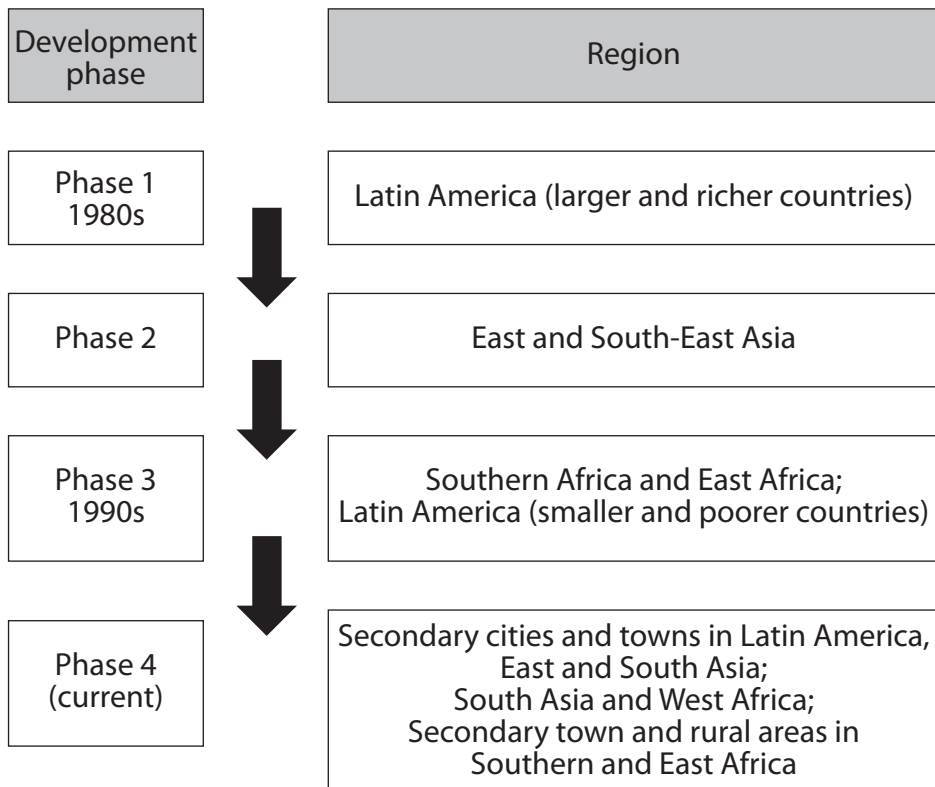 Development
phase
Region
Phase 1
1980s
Latin America (larger and richer countries)
Phase 2
East and South-East Asia
Phase 3
1990s
Southern Africa and East Africa;
Latin America (smaller and poorer countries)
Phase 4
(current)
Secondary cities and towns in Latin America,
East and South Asia;
South Asia and West Africa;
Secondary town and rural areas in
Southern and East Africa